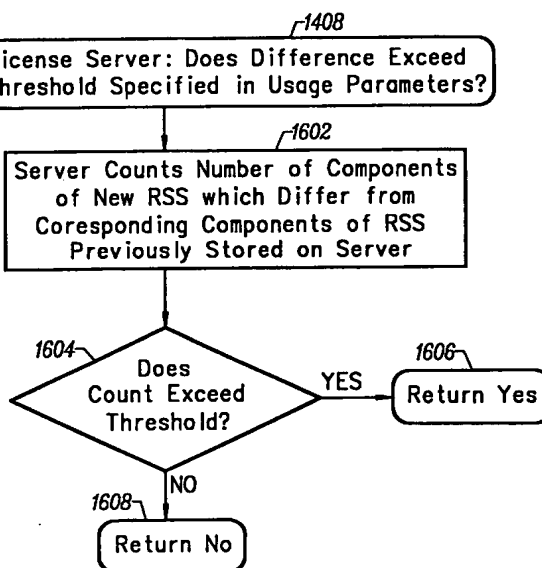 1408
icense Server: Does Difference Exceed
hreshold Specified in Usage Parameters?
1602
Server Counts Number of Components
of New RSS which Differ from
Coresponding Components of RSS
Previously Stored on Server
1604
Does
Count Exceed
Threshold?
YES
1606
Return Yes
NO
1608
Return No